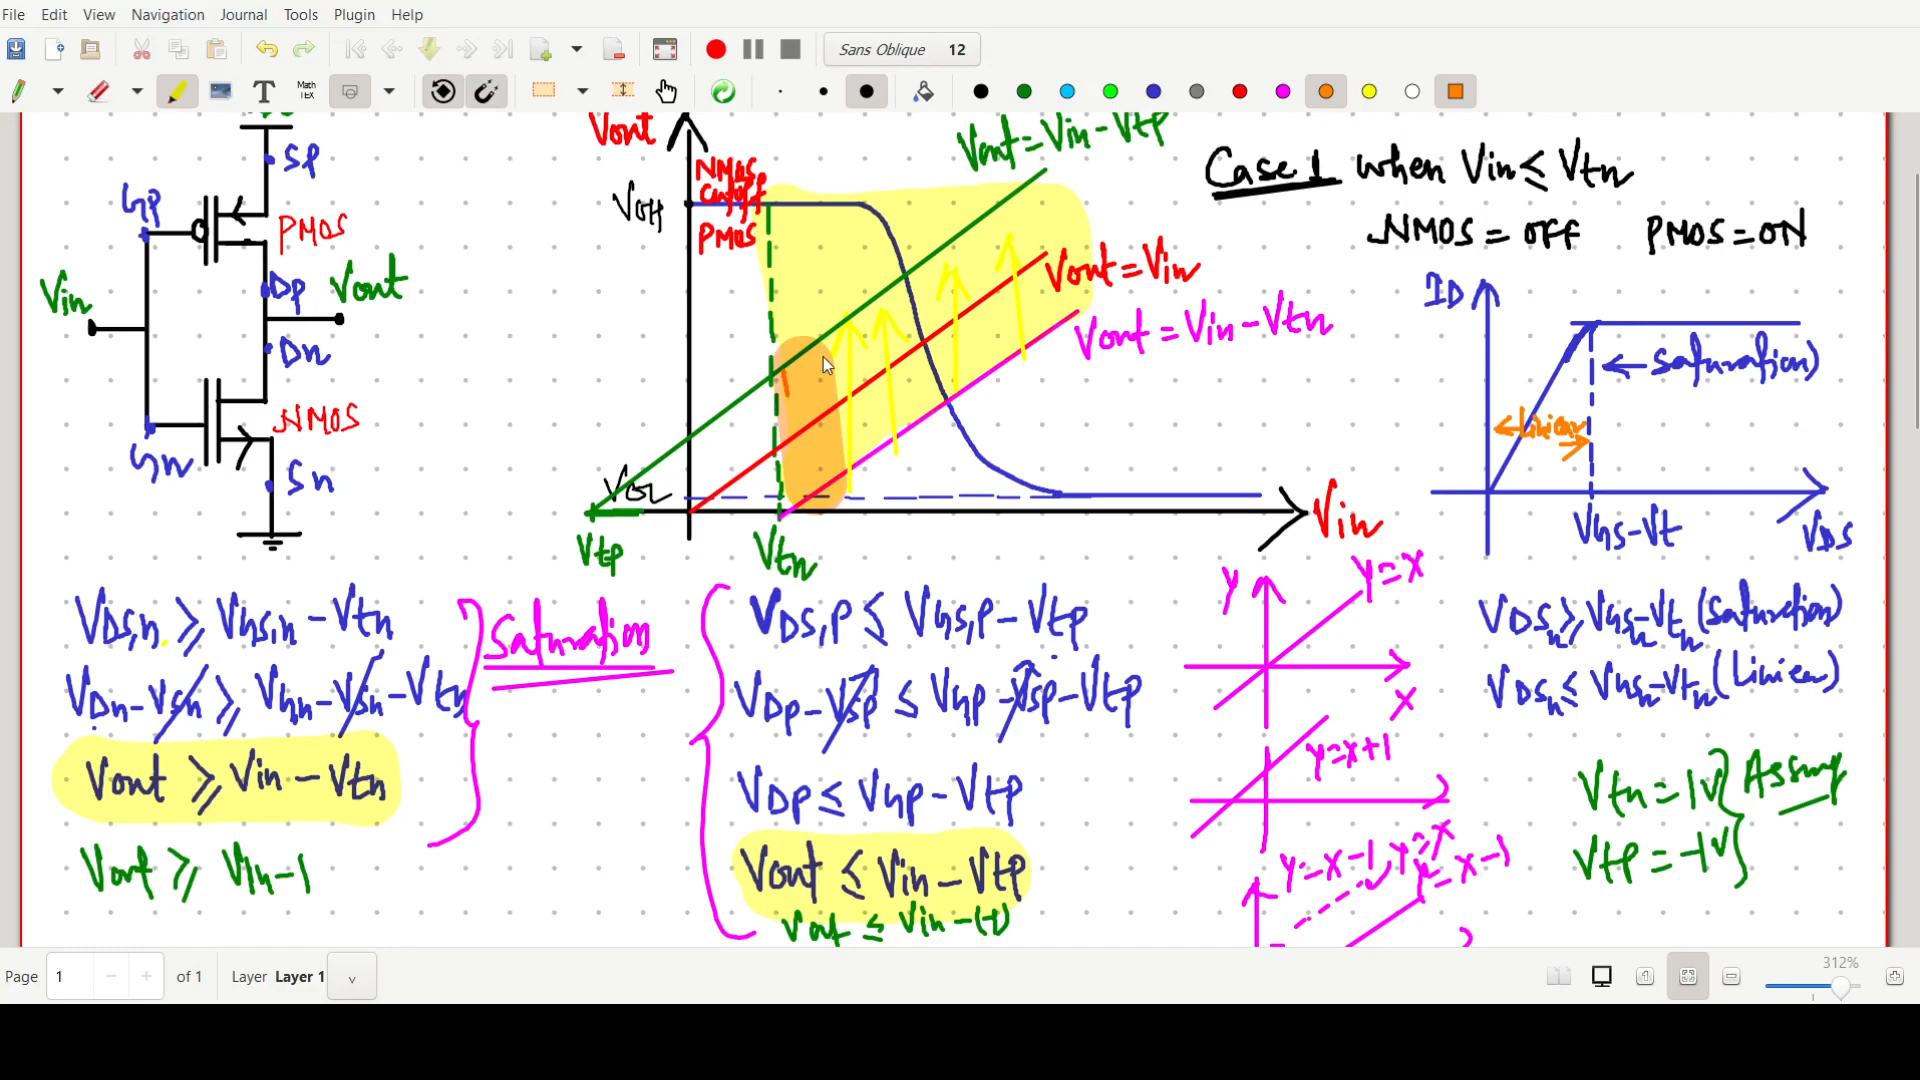 File Edit View Navigation Journal Tools Plugin Help
Sans Oblique 12
T Math TEX
Sp
Gp
PMOS
Dp Vout
Vin
Dn
NMOS
Gn
Sn
Vout
Vout=Vin-Vtp
NMOS
Cutoff
VOH
PMOS
Vout=Vin
Vout=Vin-Vtn
VOL
Vin
Vtp
Vtn
Case 1 when Vin≤Vtn
NMOS = OFF PMOS=ON
ID
←Saturation)
Linear
VGS-Vt
VDS
VDS,n ≥ VGS,n - Vtn
VDn-VSn ≥ VGn-VSn-Vtn
Vout ≥ Vin-Vtn
Vout ≥ Vin-1
Saturation
VDS,P ≤ VGS,P-Vtp
VDp-VSp ≤ VGp-VSp-Vtp
VDp ≤ VGp-Vtp
Vout ≤ Vin-Vtp
Vout ≤ Vin-(-1)
y y=x
x
y=x+1
y=x-1 y=x
y=x-1
VDSn≥VGSn-Vtn(Saturation)
VDSn≤VGSn-Vtn(Linear)
Vtn=1V
Vtp=-1V
Assump
Page 1 of 1 Layer Layer 1 312%